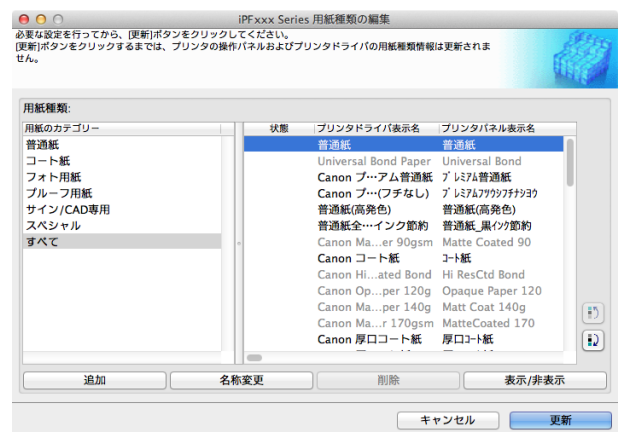 iPFxxx Series 用紙種類の編集
必要な設定を行ってから、[更新]ボタンをクリックしてください。
[更新]ボタンをクリックするまでは、プリンタの操作パネルおよびプリンタドライバの用紙種類情報は更新されま
せん。
用紙種類:
用紙のカテゴリー
普通紙
コート紙
フォト用紙
プルーフ用紙
サイン/CAD専用
スペシャル
すべて
状態 プリンタドライバ表示名 プリンタパネル表示名
普通紙 普通紙
Universal Bond Paper Universal Bond
Canon プ…アム普通紙 プレミアム普通紙
Canon プ…(フチなし) プレミアムフツウシフチナシヨウ
普通紙(高発色) 普通紙(高発色)
普通紙全…インク節約 普通紙_黒インク節約
Canon Ma…er 90gsm Matte Coated 90
Canon コート紙 コート紙
Canon Hi…ated Bond Hi ResCtd Bond
Canon Op…per 120g Opaque Paper 120
Canon Ma…per 140g Matt Coat 140g
Canon Ma…r 170gsm MatteCoated 170
Canon 厚口コート紙 厚口コート紙
追加 名称変更 削除 表示/非表示
キャンセル 更新